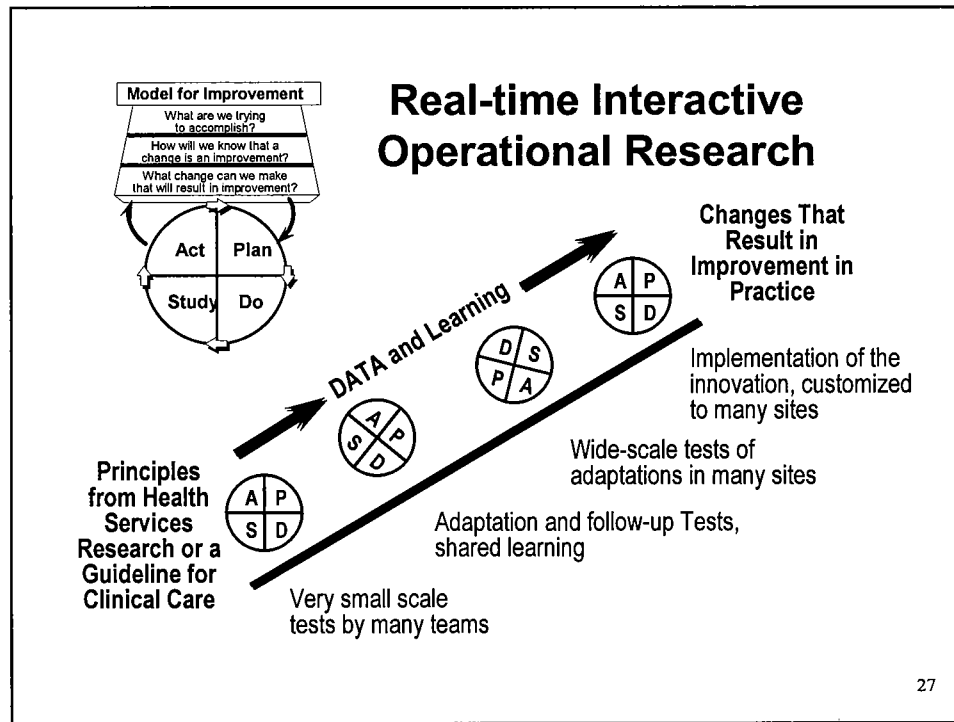 Model for Improvement
What are we trying
to accomplish?
How will we know that a
change is an improvement?
What change can we make
that will result in improvement?
Act
Plan
Study
Do
Real-time Interactive
Operational Research
Changes That
Result in
Improvement in
Practice
DATA and Learning
A P
S D
D S
P A
A P
S D
A P
S D
Principles
from Health
Services
Research or a
Guideline for
Clinical Care
Implementation of the
innovation, customized
to many sites
Wide-scale tests of
adaptations in many sites
Adaptation and follow-up Tests,
shared learning
Very small scale
tests by many teams
27